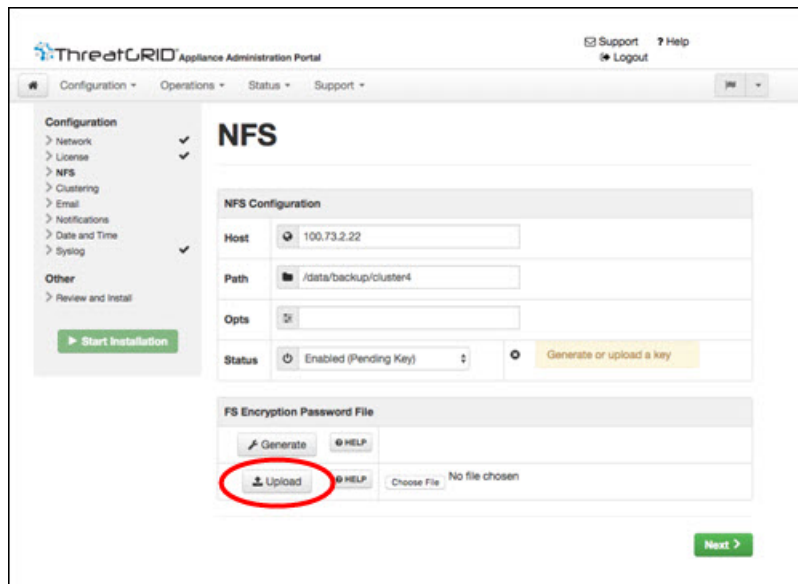 Support ? Help
ThreatGRID Appliance Administration Portal
Logout
Configuration Operations Status Support
Configuration
Network
License
NFS
Clustering
Email
Notifications
Date and Time
Syslog
Other
Review and Install
Start Installation
NFS
NFS Configuration
Host 100.73.2.22
Path /data/backup/cluster4
Opts
Status Enabled (Pending Key) Generate or upload a key
FS Encryption Password File
Generate HELP
Upload HELP Choose File No file chosen
Next